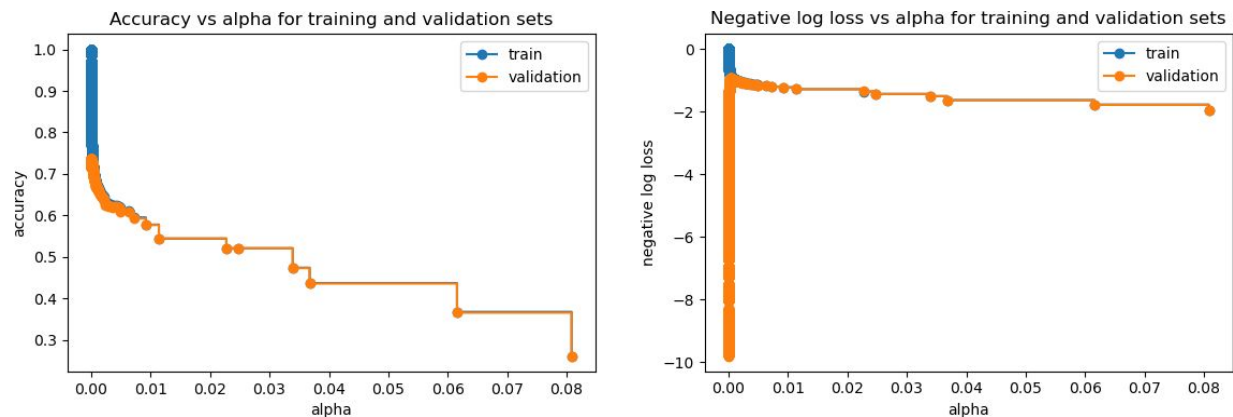 Accuracy vs alpha for training and validation sets
train
validation
1.0
0.9
0.8
0.7
0.6
0.5
0.4
0.3
accuracy
0.00 0.01 0.02 0.03 0.04 0.05 0.06 0.07 0.08
alpha
Negative log loss vs alpha for training and validation sets
train
validation
0
−2
−4
−6
−8
−10
negative log loss
0.00 0.01 0.02 0.03 0.04 0.05 0.06 0.07 0.08
alpha